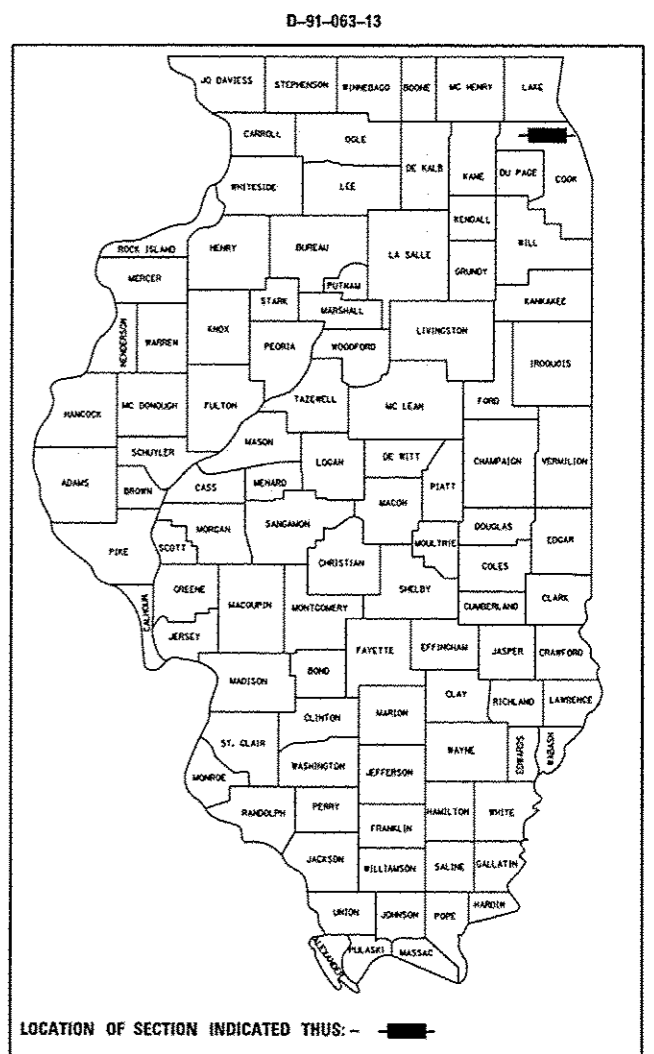 D-91-063-13
JO DAVIESS STEPHENSON WINNEBAGO BOONE MC HENRY LAKE
CARROLL OGLE
DE KALB KANE DU PAGE COOK
WHITESIDE LEE
KENDALL WILL
ROCK ISLAND HENRY BUREAU LA SALLE GRUNDY
MERCER PUTNAM
STARK MARSHALL KANKAKEE
HENDERSON WARREN KNOX LIVINGSTON
PEORIA WOODFORD IROQUOIS
TAZEWELL FORD
HANCOCK MC DONOUGH FULTON MC LEAN
MASON
SCHUYLER LOGAN DE WITT CHAMPAIGN VERMILION
ADAMS BROWN CASS MENARD PIATT
MACON
MORGAN SANGAMON DOUGLAS
PIKE SCOTT MOULTRIE EDGAR
CHRISTIAN COLES
CALHOUN GREENE SHELBY
MACOUPIN MONTGOMERY CUMBERLAND CLARK
JERSEY
FAYETTE EFFINGHAM JASPER CRAWFORD
MADISON BOND
CLAY RICHLAND LAWRENCE
CLINTON MARION
ST. CLAIR WAYNE EDWARDS WABASH
WASHINGTON JEFFERSON
MONROE
RANDOLPH PERRY HAMILTON WHITE
FRANKLIN
JACKSON WILLIAMSON SALINE GALLATIN
UNION JOHNSON POPE HARDIN
ALEXANDER PULASKI MASSAC
LOCATION OF SECTION INDICATED THUS: -